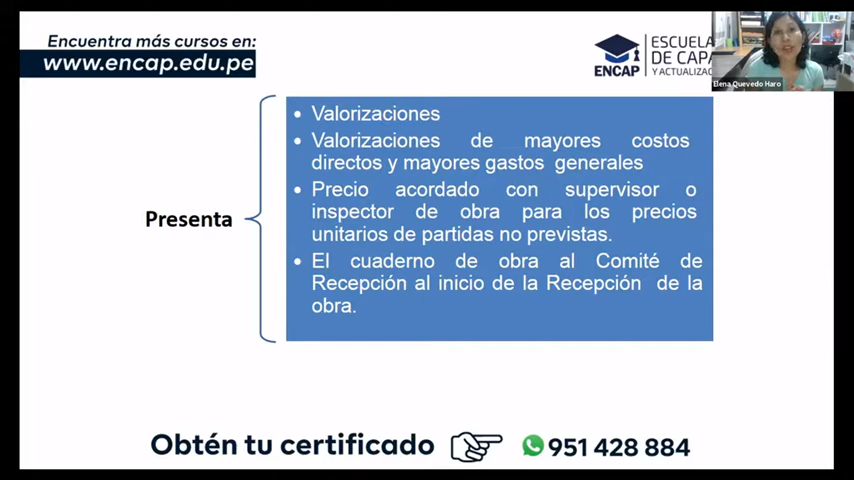 Encuentra más cursos en:
www.encap.edu.pe
ENCAP
ESCUELA
DE CAPA
Y ACTUALIZAC
Elena Quevedo Haro
• Valorizaciones
• Valorizaciones de mayores costos
directos y mayores gastos generales
• Precio acordado con supervisor o
inspector de obra para los precios
unitarios de partidas no previstas.
• El cuaderno de obra al Comité de
Recepción al inicio de la Recepción de la
obra.
Presenta
Obtén tu certificado
951 428 884